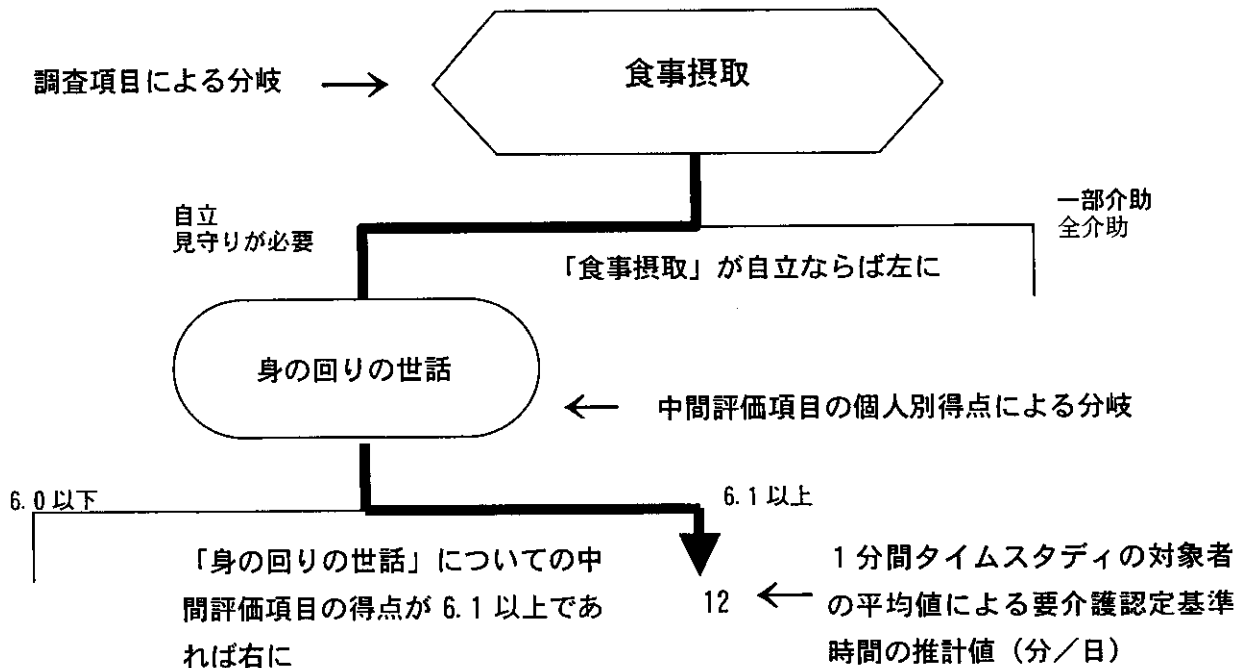 食事摂取
調査項目による分岐
自立
見守りが必要
一部介助
全介助
「食事摂取」が自立ならば左に
身の回りの世話
中間評価項目の個人別得点による分岐
6.0以下
6.1以上
「身の回りの世話」についての中
間評価項目の得点が 6.1 以上であ
れば右に
12
1分間タイムスタディの対象者
の平均値による要介護認定基準
時間の推計値（分／日）